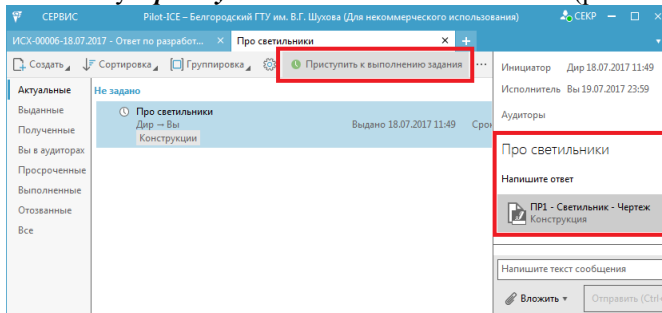 СЕРВИС Pilot-ICE – Белгородский ГТУ им. В.Г. Шухова (Для некоммерческого использования) СЕКР
ИСХ-00006-18.07.2017 - Ответ по разработ... Про светильники
Создать Сортировка Группировка Приступить к выполнению задания ...
Актуальные
Выданные
Полученные
Вы в аудиторах
Просроченные
Выполненные
Отозванные
Все
Не задано
Про светильники
Дир → Вы Выдано 18.07.2017 11:49 Срок
Конструкции
Инициатор Дир 18.07.2017 11:49
Исполнитель Вы 19.07.2017 23:59
Аудиторы
Про светильники
Напишите ответ
ПР1 - Светильник - Чертеж
Конструкция
Напишите текст сообщения
Вложить Отправить (Ctrl+